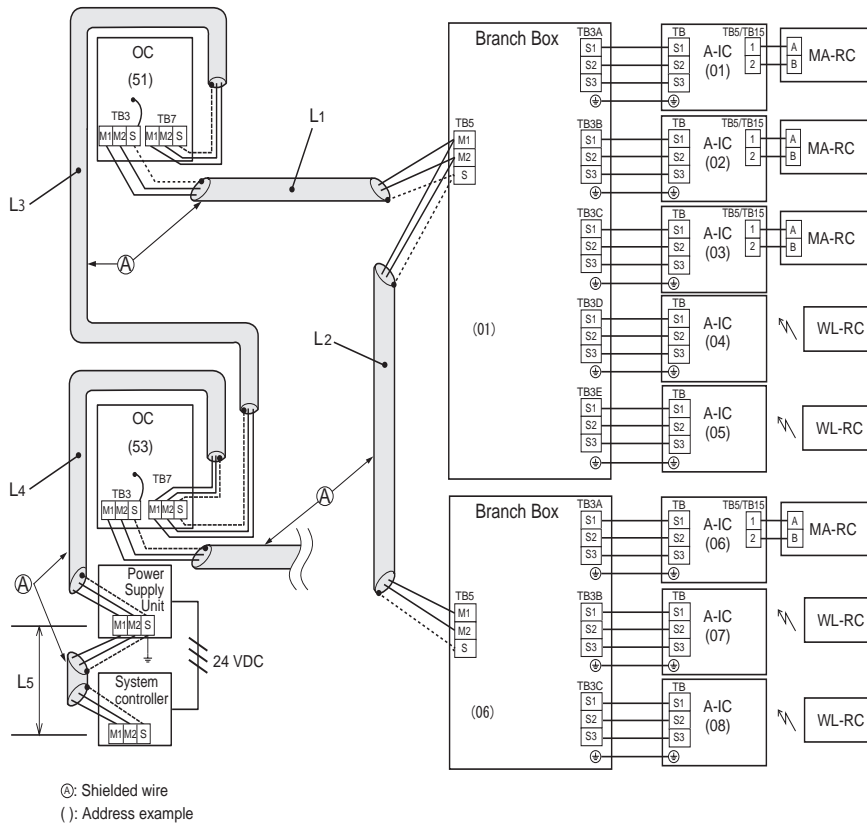 OC
(51)
TB3
TB7
M1 M2 S
M1 M2 S
L1
L3
Ⓐ
L2
OC
(53)
TB3
TB7
M1 M2 S
M1 M2 S
L4
Ⓐ
Ⓐ
Power
Supply
Unit
M1 M2 S
L5
24 VDC
System
controller
M1 M2 S
Branch Box
TB5
M1
M2
S
(01)
TB3A
S1
S2
S3
TB
S1
S2
S3
A-IC
(01)
TB5/TB15
1
2
A
B
MA-RC
TB3B
S1
S2
S3
TB
S1
S2
S3
A-IC
(02)
TB5/TB15
1
2
A
B
MA-RC
TB3C
S1
S2
S3
TB
S1
S2
S3
A-IC
(03)
TB5/TB15
1
2
A
B
MA-RC
TB3D
S1
S2
S3
TB
S1
S2
S3
A-IC
(04)
WL-RC
TB3E
S1
S2
S3
TB
S1
S2
S3
A-IC
(05)
WL-RC
Branch Box
TB5
M1
M2
S
(06)
TB3A
S1
S2
S3
TB
S1
S2
S3
A-IC
(06)
TB5/TB15
1
2
A
B
MA-RC
TB3B
S1
S2
S3
TB
S1
S2
S3
A-IC
(07)
WL-RC
TB3C
S1
S2
S3
TB
S1
S2
S3
A-IC
(08)
WL-RC
Ⓐ: Shielded wire
( ): Address example